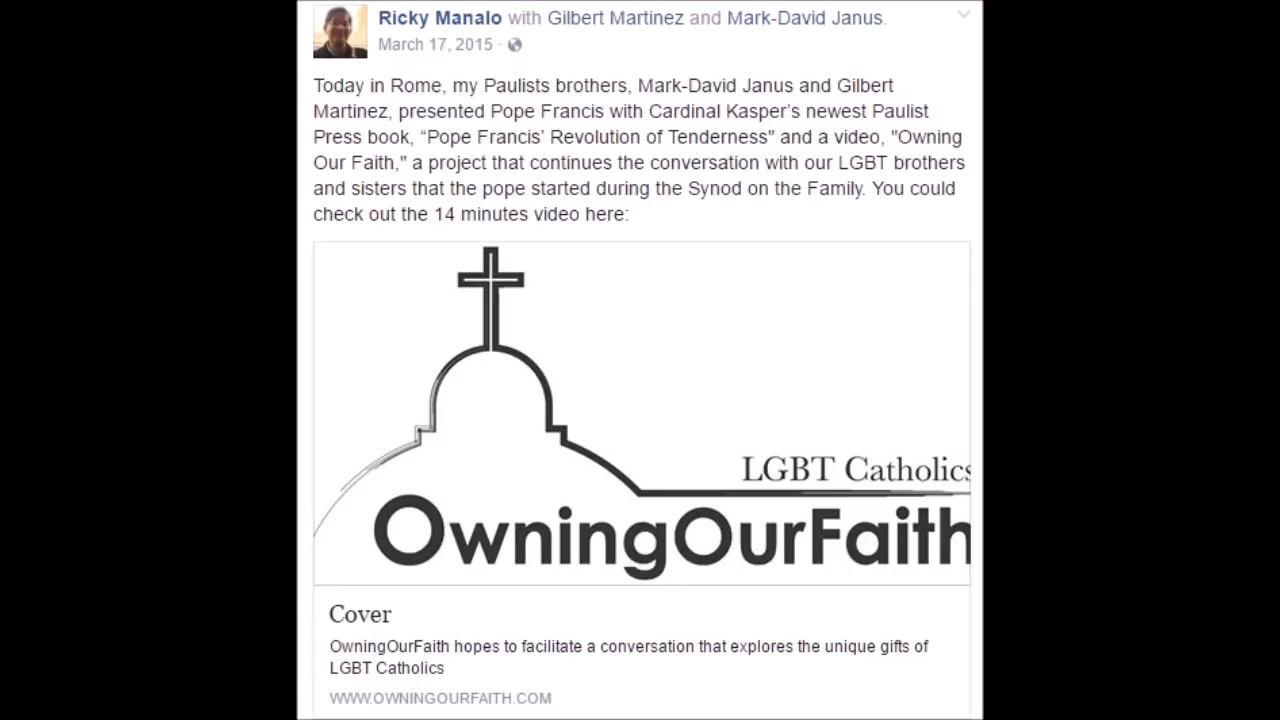 Ricky Manalo with Gilbert Martinez and Mark-David Janus.
March 17, 2015 ·
Today in Rome, my Paulists brothers, Mark-David Janus and Gilbert
Martinez, presented Pope Francis with Cardinal Kasper's newest Paulist
Press book, “Pope Francis' Revolution of Tenderness" and a video, "Owning
Our Faith," a project that continues the conversation with our LGBT brothers
and sisters that the pope started during the Synod on the Family. You could
check out the 14 minutes video here:
LGBT Catholics
OwningOurFaith
Cover
OwningOurFaith hopes to facilitate a conversation that explores the unique gifts of
LGBT Catholics
WWW.OWNINGOURFAITH.COM